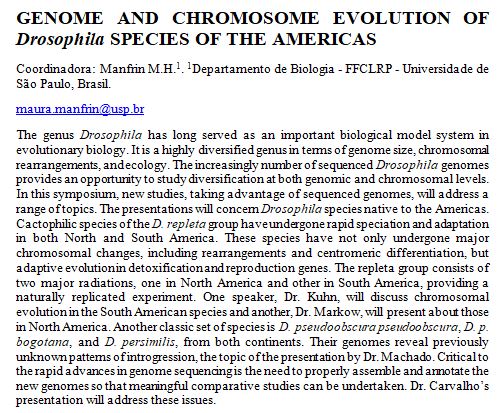 GENOME AND CHROMOSOME EVOLUTION OF
Drosophila SPECIES OF THE AMERICAS
Coordinadora: Manfrin M.H.1. 1Departamento de Biologia - FFCLRP - Universidade de
São Paulo, Brasil.
maura.manfrin@usp.br
The genus Drosophila has long served as an important biological model system in
evolutionary biology. It is a highly diversified genus in terms of genome size, chromosomal
rearrangements, and ecology. The increasingly number of sequenced Drosophila genomes
provides an opportunity to study diversification at both genomic and chromosomal levels.
In this symposium, new studies, taking advantage of sequenced genomes, will address a
range of topics. The presentations will concern Drosophila species native to the Americas.
Cactophilic species of the D. repleta group have undergone rapid speciation and adaptation
in both North and South America. These species have not only undergone major
chromosomal changes, including rearrangements and centromeric differentiation, but
adaptive evolution in detoxification and reproduction genes. The repleta group consists of
two major radiations, one in North America and other in South America, providing a
naturally replicated experiment. One speaker, Dr. Kuhn, will discuss chromosomal
evolution in the South American species and another, Dr. Markow, will present about those
in North America. Another classic set of species is D. pseudoobscura pseudoobscura, D. p.
bogotana, and D. persimilis, from both continents. Their genomes reveal previously
unknown patterns of introgression, the topic of the presentation by Dr. Machado. Critical to
the rapid advances in genome sequencing is the need to properly assemble and annotate the
new genomes so that meaningful comparative studies can be undertaken. Dr. Carvalho's
presentation will address these issues.